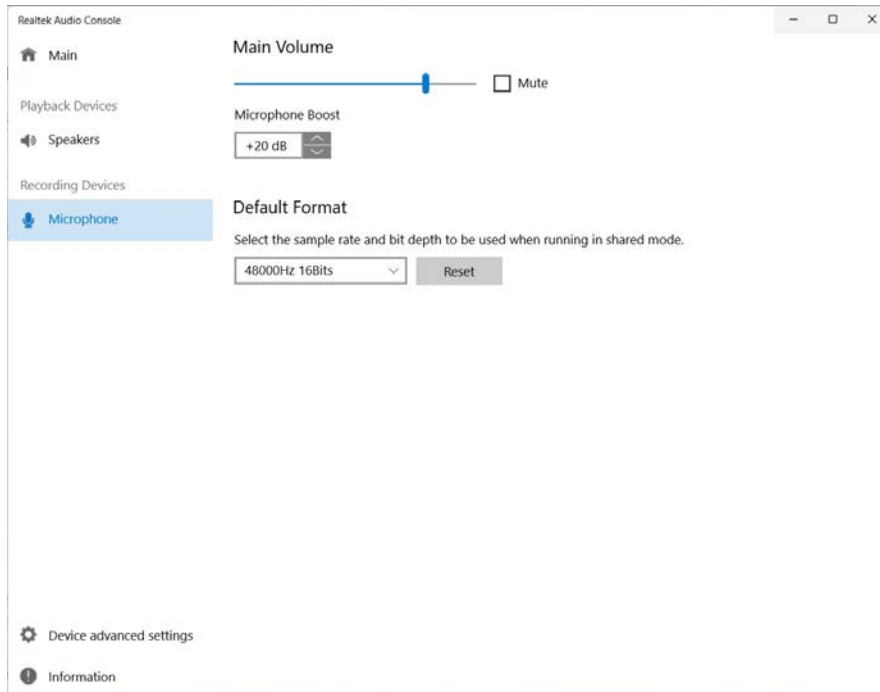 Realtek Audio Console
Main
Playback Devices
Speakers
Recording Devices
Microphone
Device advanced settings
Information
Main Volume
Mute
Microphone Boost
+20 dB
Default Format
Select the sample rate and bit depth to be used when running in shared mode.
48000Hz 16Bits
Reset